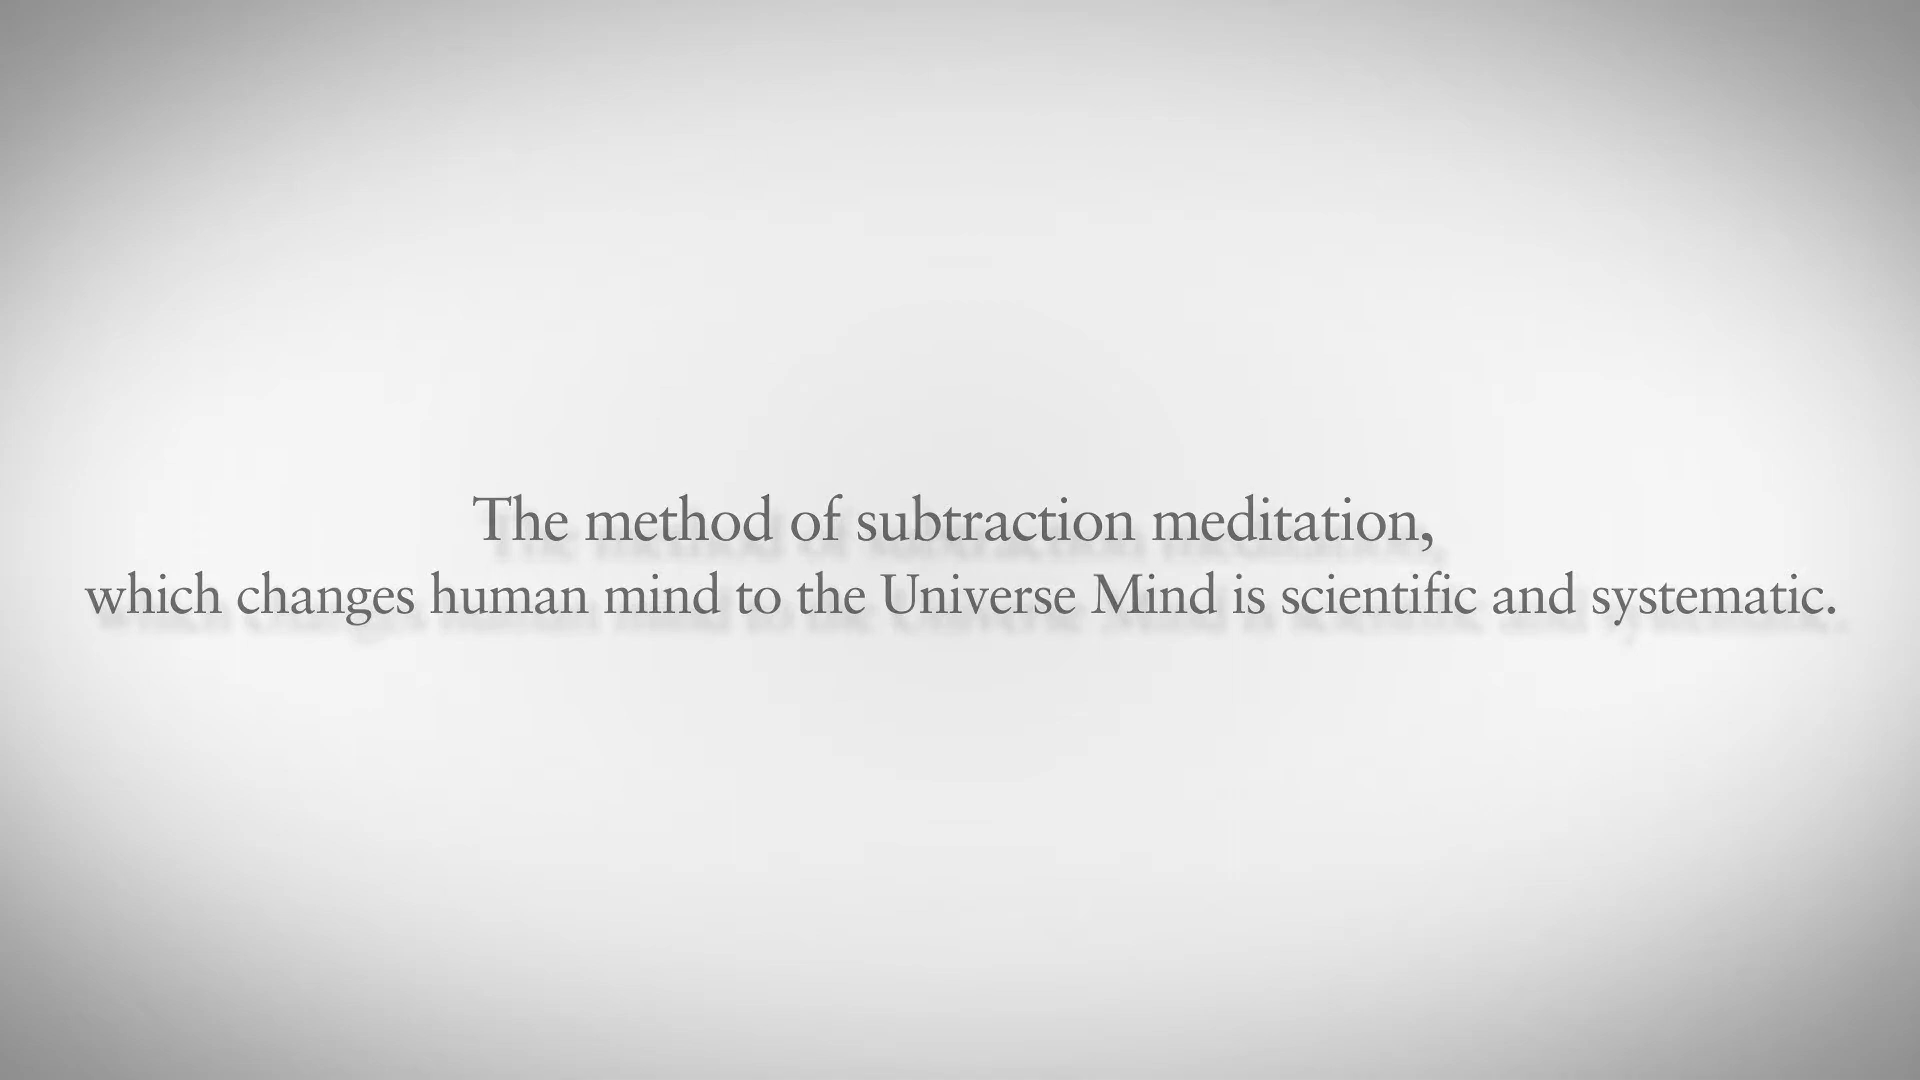 The method of subtraction meditation,
which changes human mind to the Universe Mind is scientific and systematic.